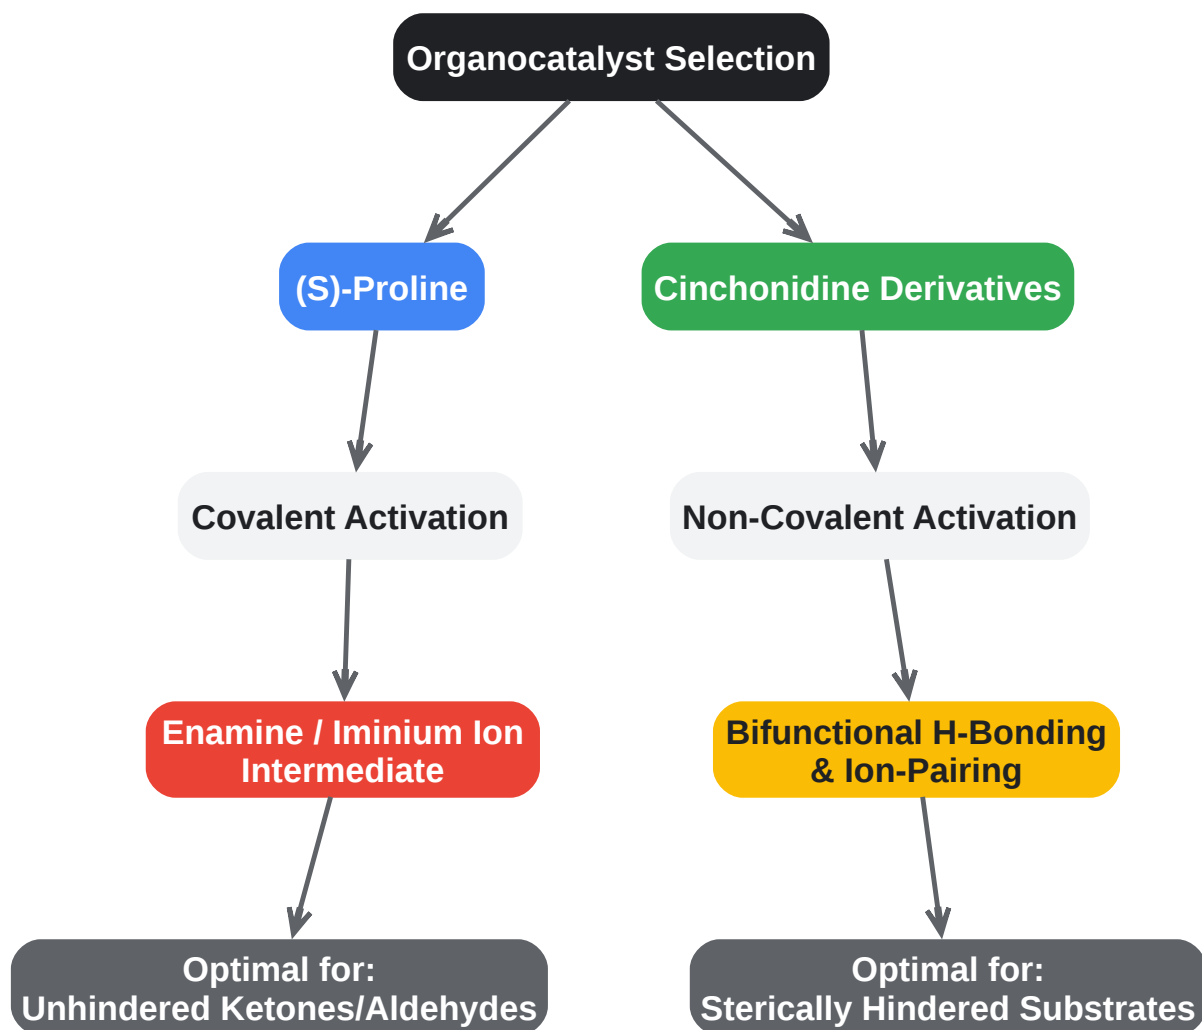 Organocatalyst Selection
(S)-Proline
Cinchonidine Derivatives
Covalent Activation
Non-Covalent Activation
Enamine / Iminium Ion
Intermediate
Bifunctional H-Bonding
& Ion-Pairing
Optimal for:
Unhindered Ketones/Aldehydes
Optimal for:
Sterically Hindered Substrates